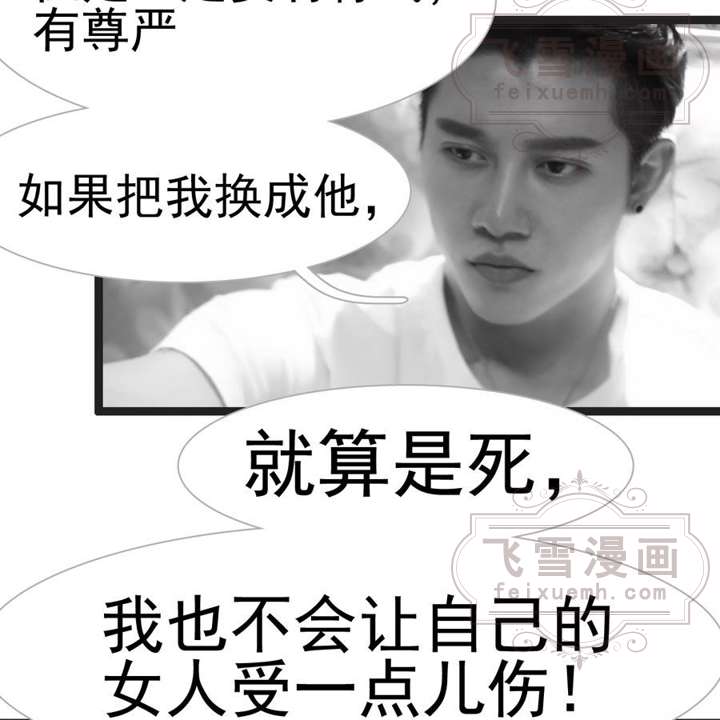 有尊严
飞雪漫画
feixuemh.com
如果把我换成他，
就算是死，
飞雪漫画
feixuemh.com
我也不会让自己的
女人受一点儿伤！